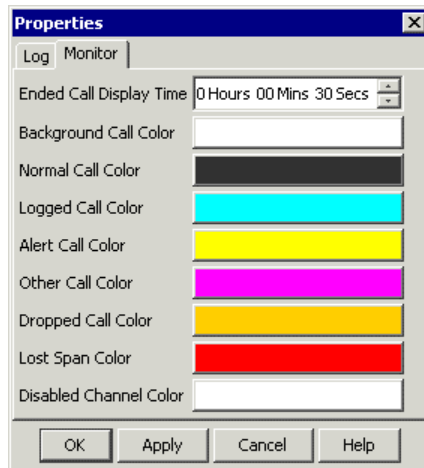 Properties
Log Monitor
Ended Call Display Time 0 Hours 00 Mins 30 Secs
Background Call Color
Normal Call Color
Logged Call Color
Alert Call Color
Other Call Color
Dropped Call Color
Lost Span Color
Disabled Channel Color
OK Apply Cancel Help